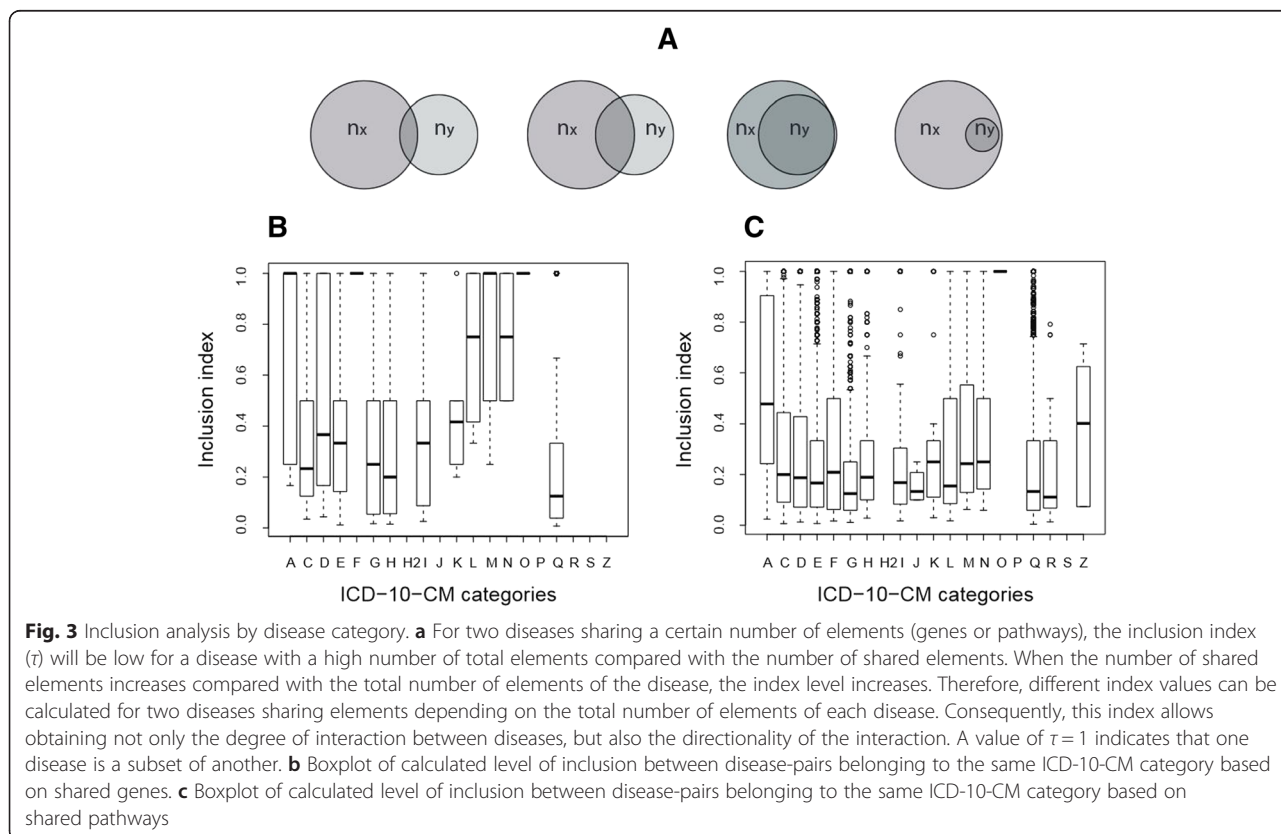 A
nx ny nx ny nx ny nx ny
B
C
Inclusion index
0.0 0.2 0.4 0.6 0.8 1.0
A C D E F G H H2 I J K L M N O P Q R S Z
ICD-10-CM categories
Inclusion index
0.0 0.2 0.4 0.6 0.8 1.0
A C D E F G H H2 I J K L M N O P Q R S Z
ICD-10-CM categories
Fig. 3 Inclusion analysis by disease category. a For two diseases sharing a certain number of elements (genes or pathways), the inclusion index
(τ) will be low for a disease with a high number of total elements compared with the number of shared elements. When the number of shared
elements increases compared with the total number of elements of the disease, the index level increases. Therefore, different index values can be
calculated for two diseases sharing elements depending on the total number of elements of each disease. Consequently, this index allows
obtaining not only the degree of interaction between diseases, but also the directionality of the interaction. A value of τ = 1 indicates that one
disease is a subset of another. b Boxplot of calculated level of inclusion between disease-pairs belonging to the same ICD-10-CM category based
on shared genes. c Boxplot of calculated level of inclusion between disease-pairs belonging to the same ICD-10-CM category based on
shared pathways